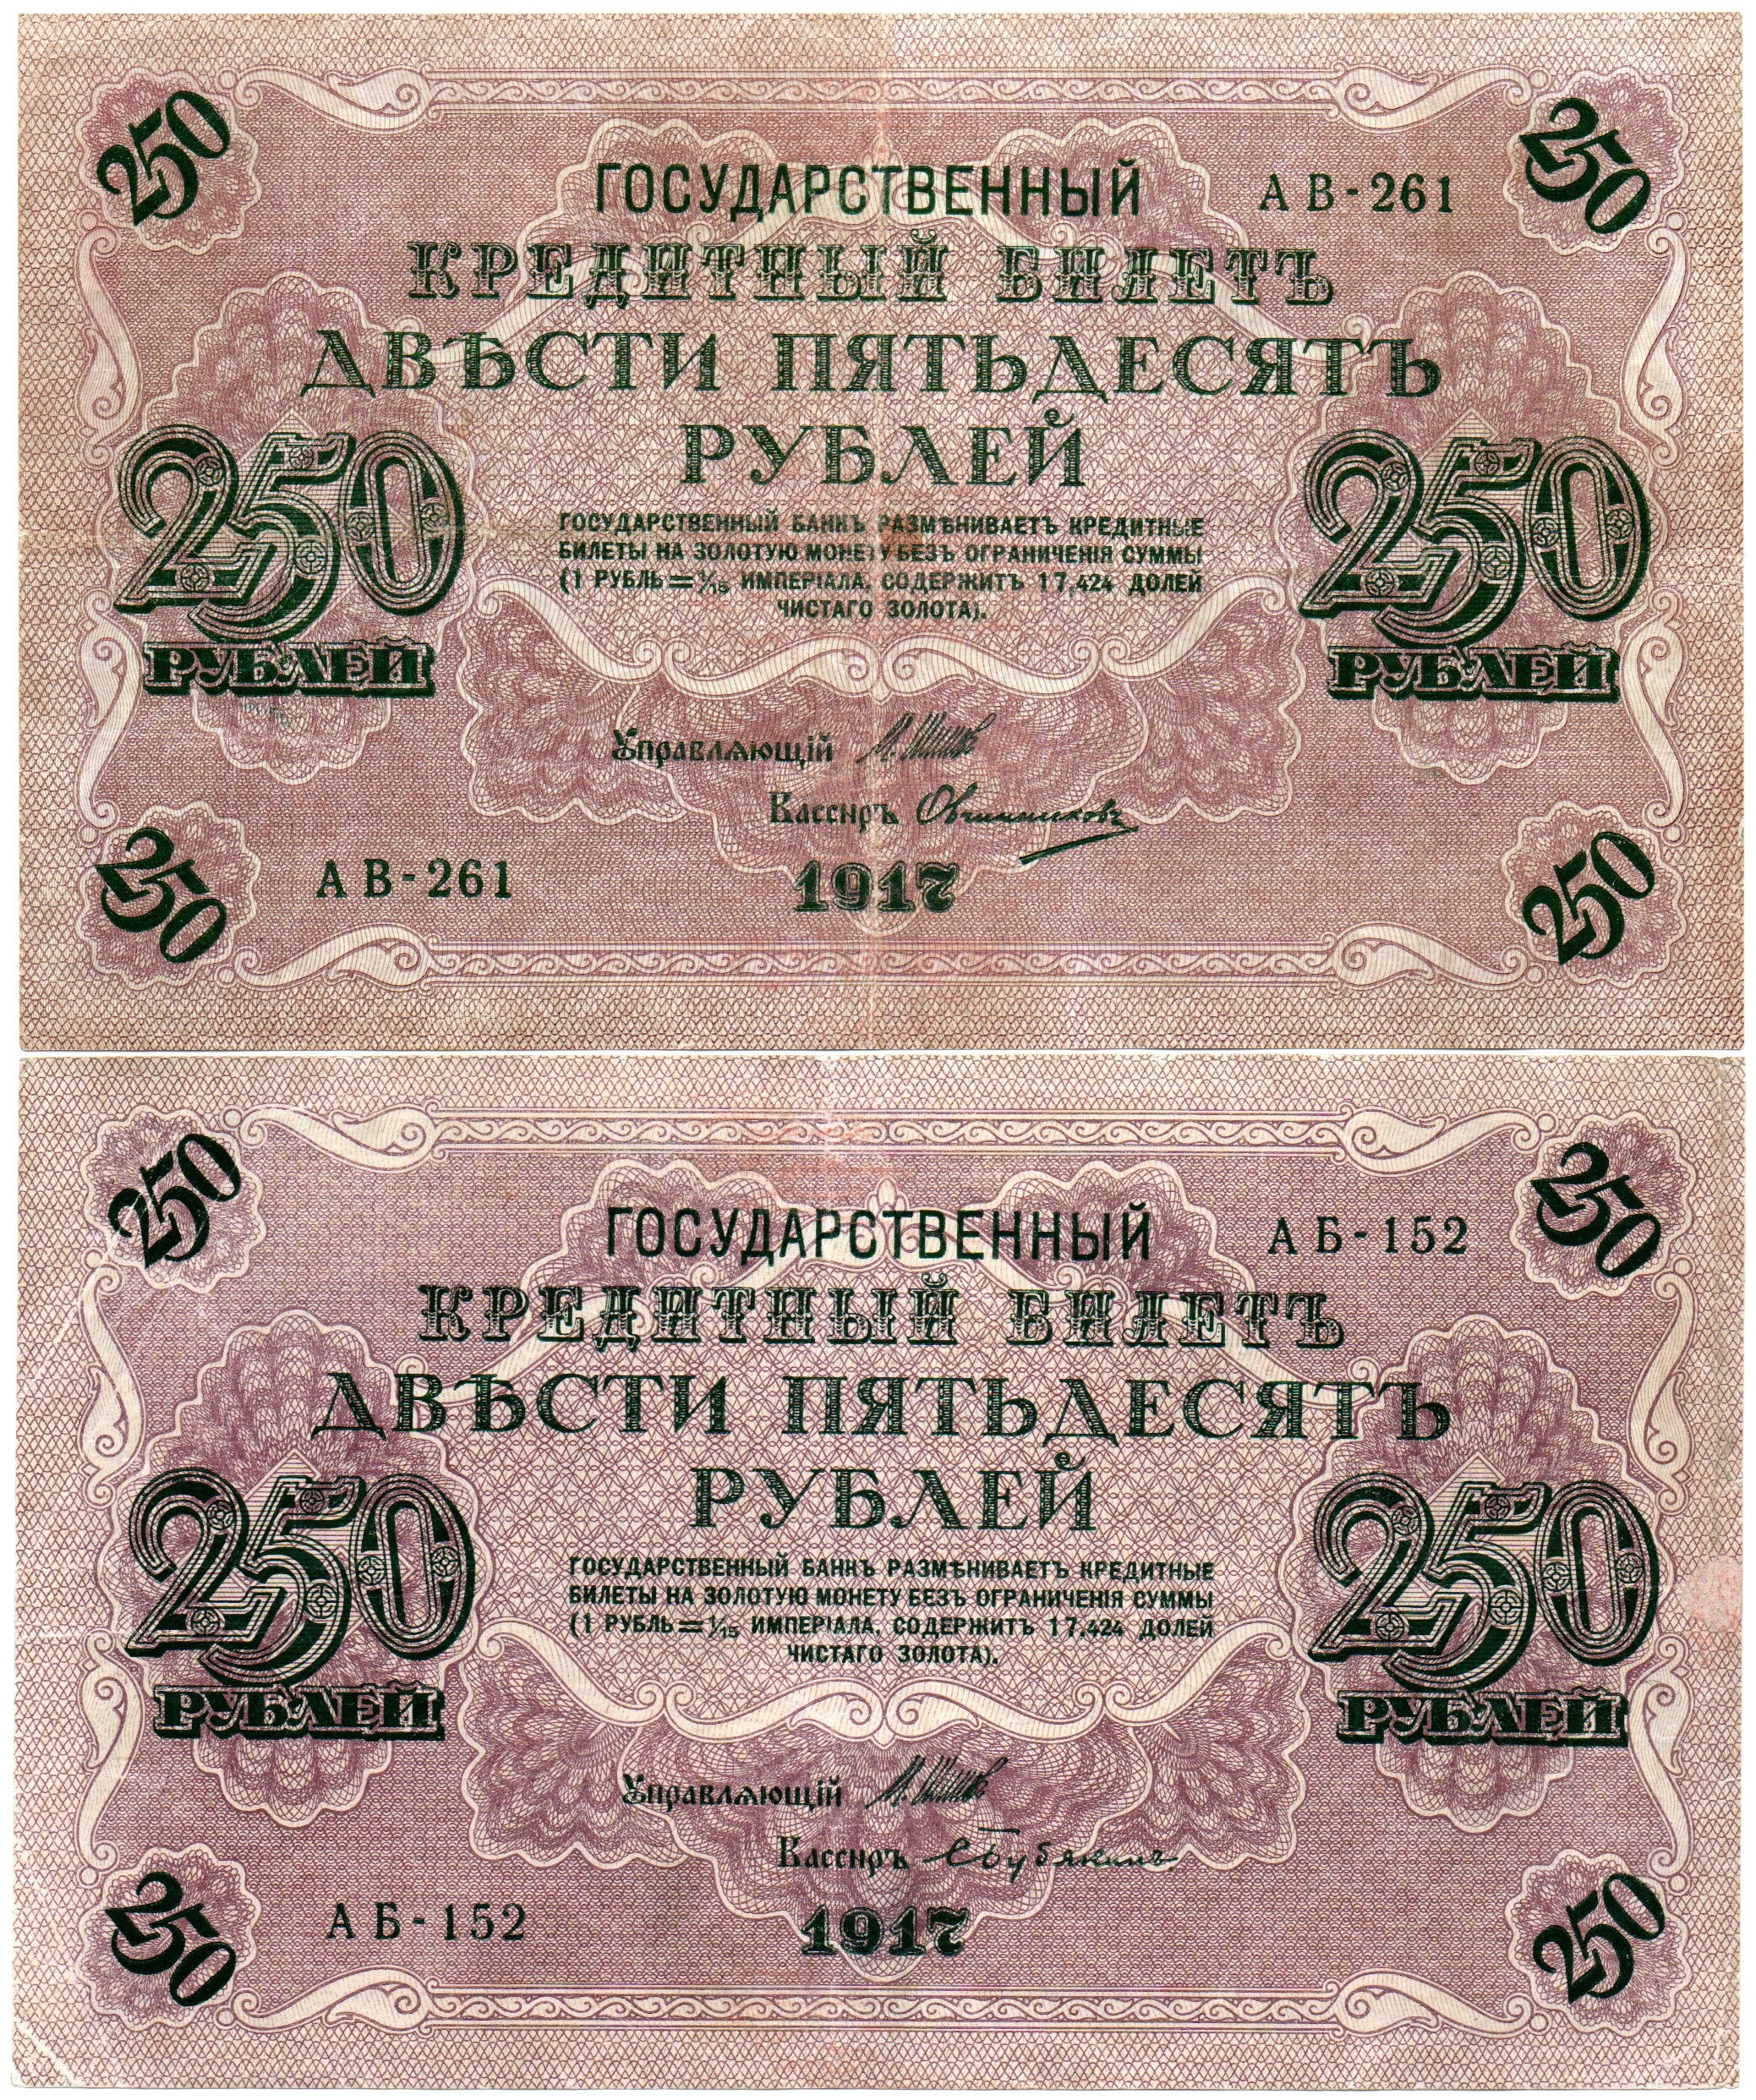 250
250
ГОСУДАРСТВЕННЫЙ
АВ-261
КРЕДИТНЫЙ БИЛЕТЪ
ДВѢСТИ ПЯТЬДЕСЯТЪ
РУБЛЕЙ
250
РУБЛЕЙ
250
РУБЛЕЙ
ГОСУДАРСТВЕННЫЙ БАНКЪ РАЗМѢНИВАЕТЪ КРЕДИТНЫЕ
БИЛЕТЫ НА ЗОЛОТУЮ МОНЕТУ БЕЗЪ ОГРАНИЧЕНІЯ СУММЫ
(1 РУБЛЬ=1/15 ИМПЕРІАЛА, СОДЕРЖИТЪ 17,424 ДОЛЕЙ
ЧИСТАГО ЗОЛОТА).
Управляющій
Кассиръ Овчинниковъ
АВ-261
1917
250
250
250
250
ГОСУДАРСТВЕННЫЙ
АБ-152
КРЕДИТНЫЙ БИЛЕТЪ
ДВѢСТИ ПЯТЬДЕСЯТЪ
РУБЛЕЙ
250
РУБЛЕЙ
250
РУБЛЕЙ
ГОСУДАРСТВЕННЫЙ БАНКЪ РАЗМѢНИВАЕТЪ КРЕДИТНЫЕ
БИЛЕТЫ НА ЗОЛОТУЮ МОНЕТУ БЕЗЪ ОГРАНИЧЕНІЯ СУММЫ
(1 РУБЛЬ=1/15 ИМПЕРІАЛА, СОДЕРЖИТЪ 17,424 ДОЛЕЙ
ЧИСТАГО ЗОЛОТА).
Управляющій
Кассиръ СБубякинъ
АБ-152
1917
250
250